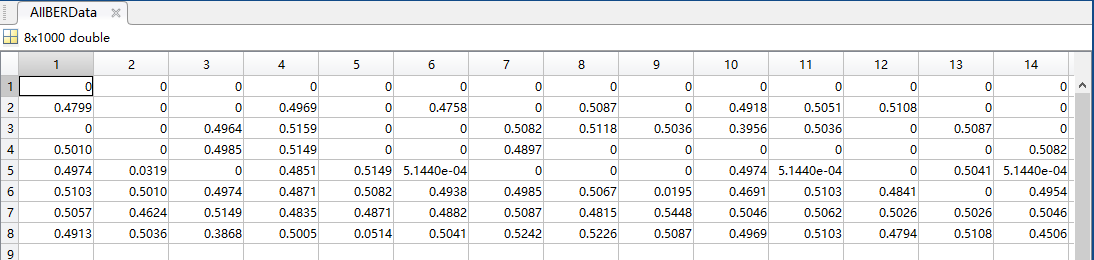 AllBERData
8x1000 double
1 2 3 4 5 6 7 8 9 10 11 12 13 14
1 0 0 0 0 0 0 0 0 0 0 0 0 0 0
2 0.4799 0 0 0.4969 0 0.4758 0 0.5087 0 0.4918 0.5051 0.5108 0 0
3 0 0 0.4964 0.5159 0 0 0.5082 0.5118 0.5036 0.3956 0.5036 0 0.5087 0
4 0.5010 0 0.4985 0.5149 0 0 0.4897 0 0 0 0 0 0 0.5082
5 0.4974 0.0319 0 0.4851 0.5149 5.1440e-04 0 0 0 0.4974 5.1440e-04 0 0.5041 5.1440e-04
6 0.5103 0.5010 0.4974 0.4871 0.5082 0.4938 0.4985 0.5067 0.0195 0.4691 0.5103 0.4841 0 0.4954
7 0.5057 0.4624 0.5149 0.4835 0.4871 0.4882 0.5087 0.4815 0.5448 0.5046 0.5062 0.5026 0.5026 0.5046
8 0.4913 0.5036 0.3868 0.5005 0.0514 0.5041 0.5242 0.5226 0.5087 0.4969 0.5103 0.4794 0.5108 0.4506
9